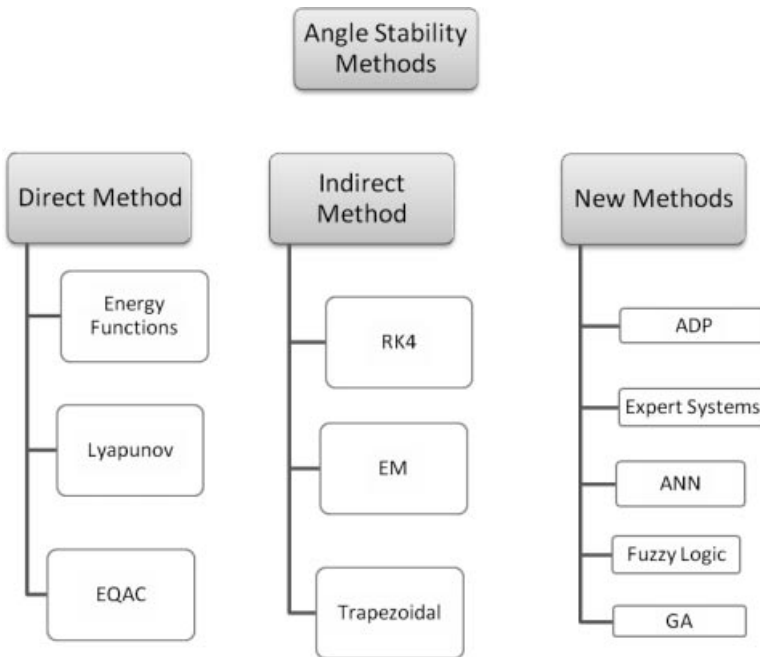 Angle Stability
Methods
Direct Method
Energy
Functions
Lyapunov
EQAC
Indirect
Method
RK4
EM
Trapezoidal
New Methods
ADP
Expert Systems
ANN
Fuzzy Logic
GA